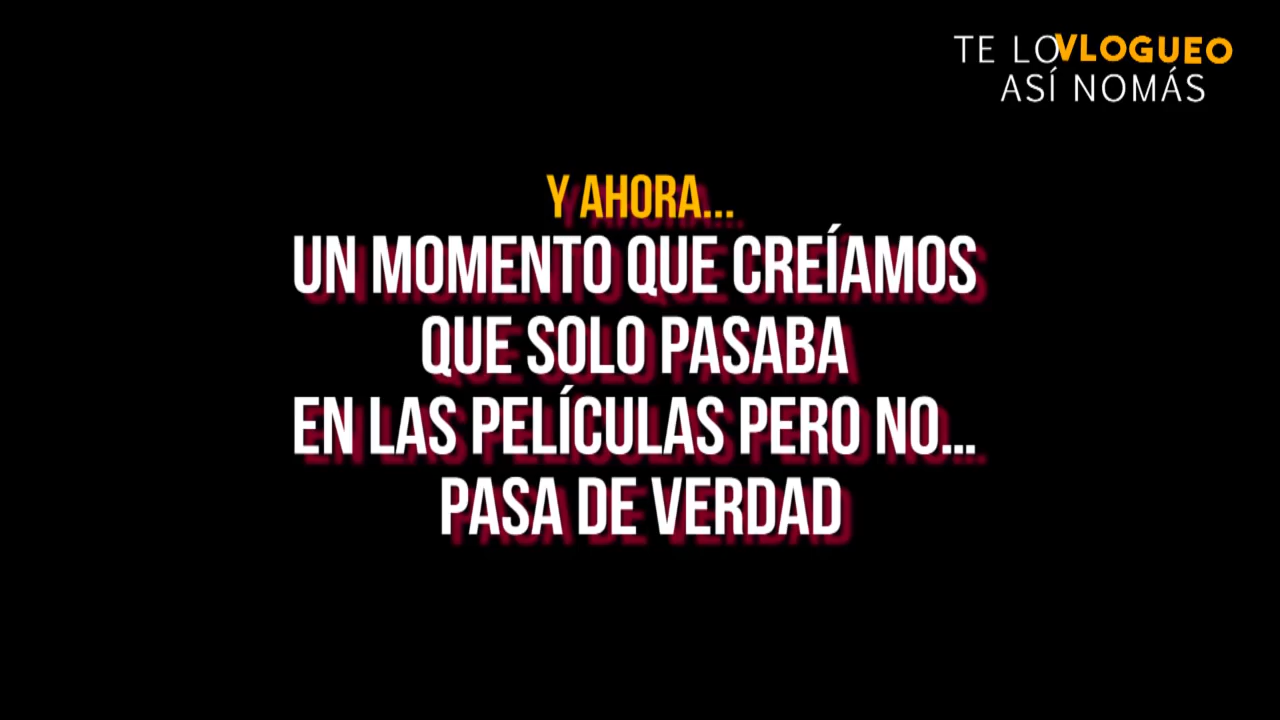 TE LO VLOGUEO
ASÍ NOMÁS
Y AHORA...
UN MOMENTO QUE CREÍAMOS
QUE SOLO PASABA
EN LAS PELÍCULAS PERO NO...
PASA DE VERDAD